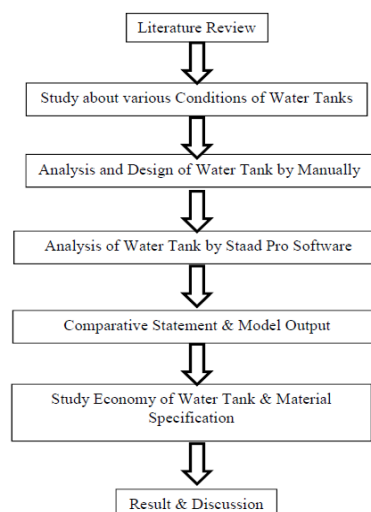 Literature Review
Study about various Conditions of Water Tanks
Analysis and Design of Water Tank by Manually
Analysis of Water Tank by Staad Pro Software
Comparative Statement & Model Output
Study Economy of Water Tank & Material
Specification
Result & Discussion